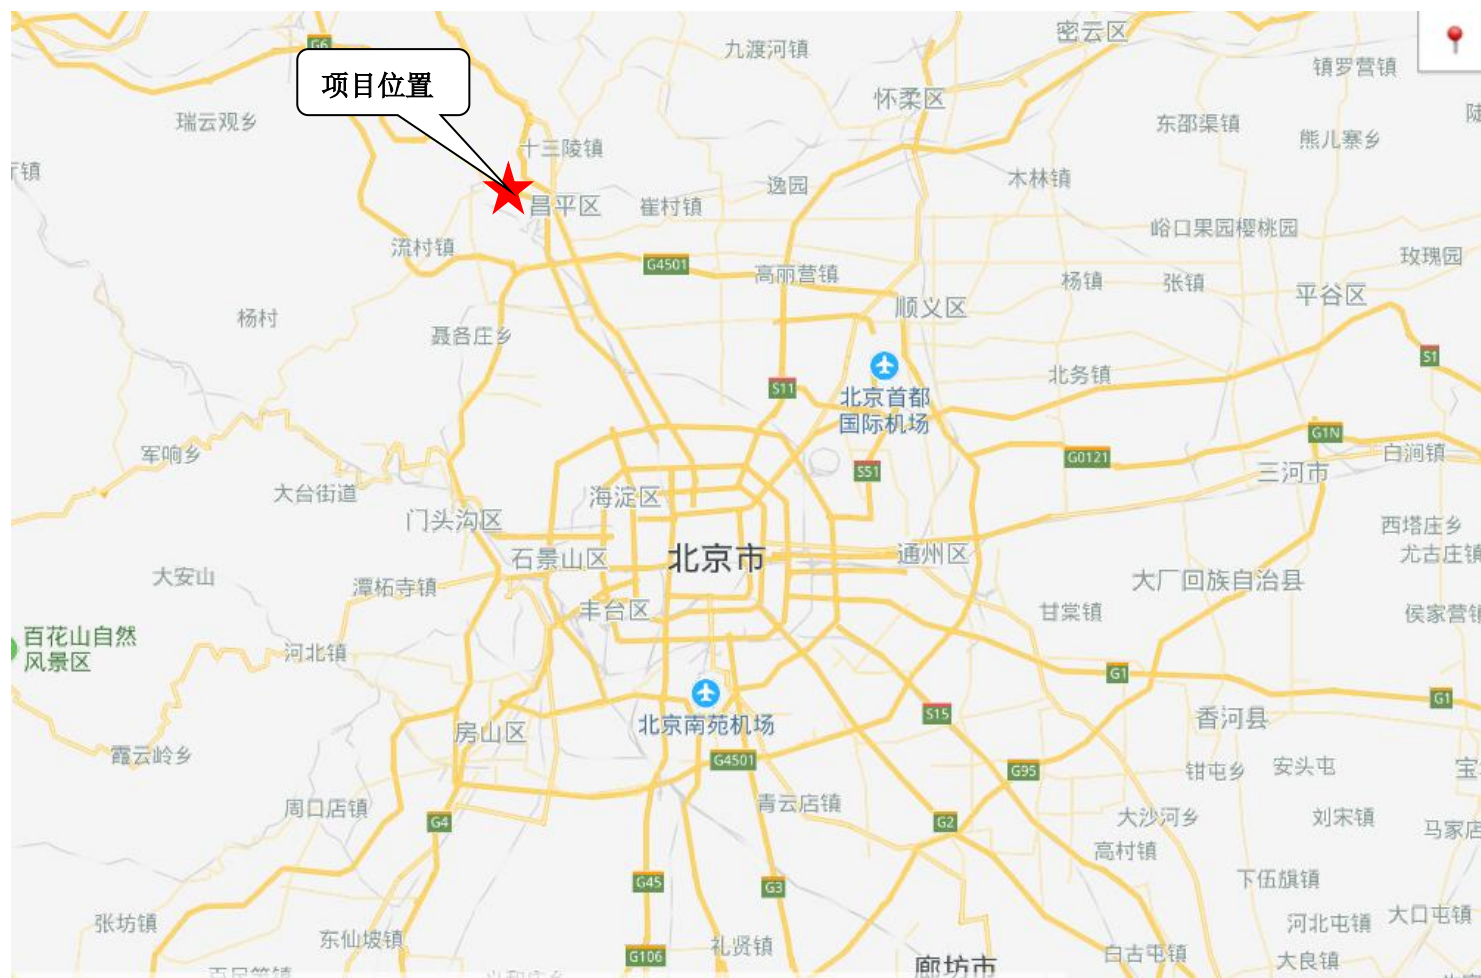 密云区
九渡河镇
G6
镇罗营镇
项目位置
怀柔区
瑞云观乡
东邵渠镇
熊儿寨乡
十三陵镇
木林镇
逸园
昌平区
崔村镇
峪口果园樱桃园
流村镇
G4501
高丽营镇
玫瑰园
杨镇
张镇
平谷区
顺义区
杨村
聂各庄乡
S1
北务镇
S11
北京首都
国际机场
G1N
军响乡
G0121
白涧镇
S51
三河市
大台街道
海淀区
门头沟区
西塔庄乡
石景山区
北京市
通州区
尤古庄镇
大安山
潭柘寺镇
大厂回族自治县
丰台区
甘棠镇
侯家营镇
百花山自然
风景区
河北镇
G1
G1
北京南苑机场
S15
香河县
房山区
霞云岭乡
G4501
G95
钳屯乡
安头屯
宝
周口店镇
青云店镇
G4
G2
大沙河乡
刘宋镇
马家店
高村镇
G45
G3
下伍旗镇
张坊镇
东仙坡镇
礼贤镇
河北屯镇
大口屯镇
G106
白古屯镇
大良镇
廊坊市